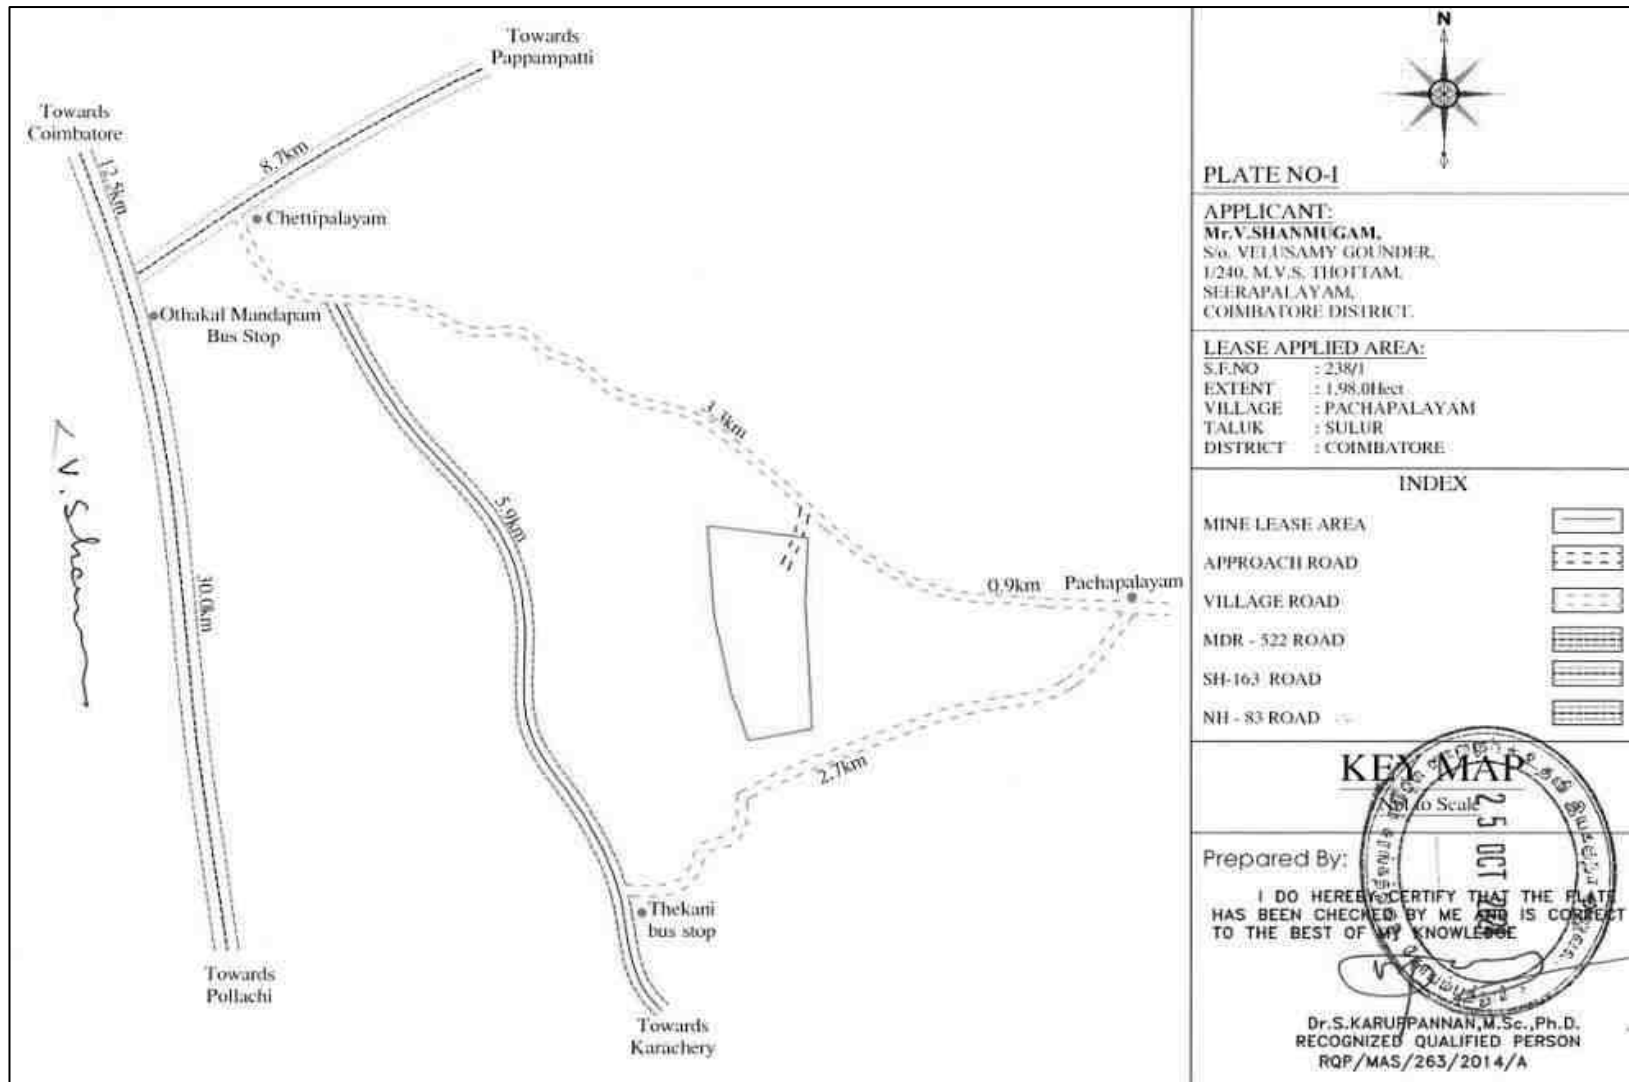 Towards
Pappampatti
Towards
Coimbatore
12.5km
8.7km
Chettipalayam
Othakal Mandapam
Bus Stop
3.3km
5.9km
30.0km
0.9km
Pachapalayam
2.7km
Thekani
bus stop
Towards
Pollachi
Towards
Karachery
N
PLATE NO-I
APPLICANT:
Mr.V.SHANMUGAM,
S/o. VELUSAMY GOUNDER,
1/240, M.V.S. THOTTAM,
SEERAPALAYAM,
COIMBATORE DISTRICT.
LEASE APPLIED AREA:
S.F.NO : 238/1
EXTENT : 1.98.0Hect
VILLAGE : PACHAPALAYAM
TALUK : SULUR
DISTRICT : COIMBATORE
INDEX
MINE LEASE AREA
APPROACH ROAD
VILLAGE ROAD
MDR - 522 ROAD
SH-163 ROAD
NH - 83 ROAD
KEY MAP
Not to Scale
25 OCT
Prepared By:
I DO HEREBY CERTIFY THAT THE PLATE
HAS BEEN CHECKED BY ME AND IS CORRECT
TO THE BEST OF MY KNOWLEDGE
Dr.S.KARUPPANNAN,M.Sc.,Ph.D.
RECOGNIZED QUALIFIED PERSON
RQP/MAS/263/2014/A